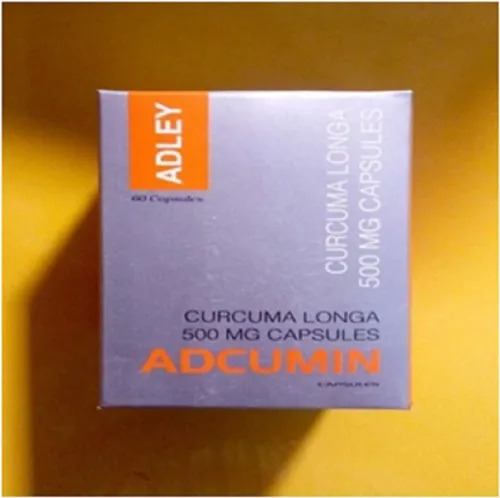 ADLEY
60 Capsules
CURCUMA LONGA
500 MG CAPSULES
CURCUMA LONGA
500 MG CAPSULES
ADCUMIN
CAPSULES